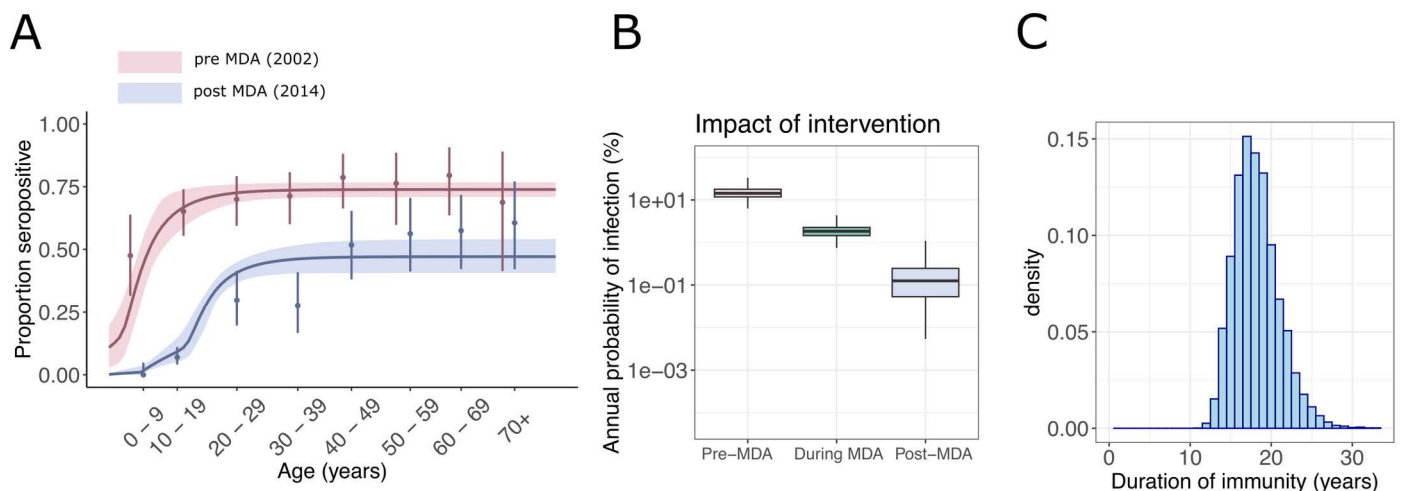 A
pre MDA (2002)
post MDA (2014)
1.00
0.75
0.50
0.25
0.00
Proportion seropositive
0 – 9
10 – 19
20 – 29
30 – 39
40 – 49
50 – 59
60 – 69
70+
Age (years)
B
Impact of intervention
Annual probability of infection (%)
1e+01
1e−01
1e−03
Pre−MDA
During MDA
Post−MDA
C
density
0.15
0.10
0.05
0.00
0
10
20
30
Duration of immunity (years)